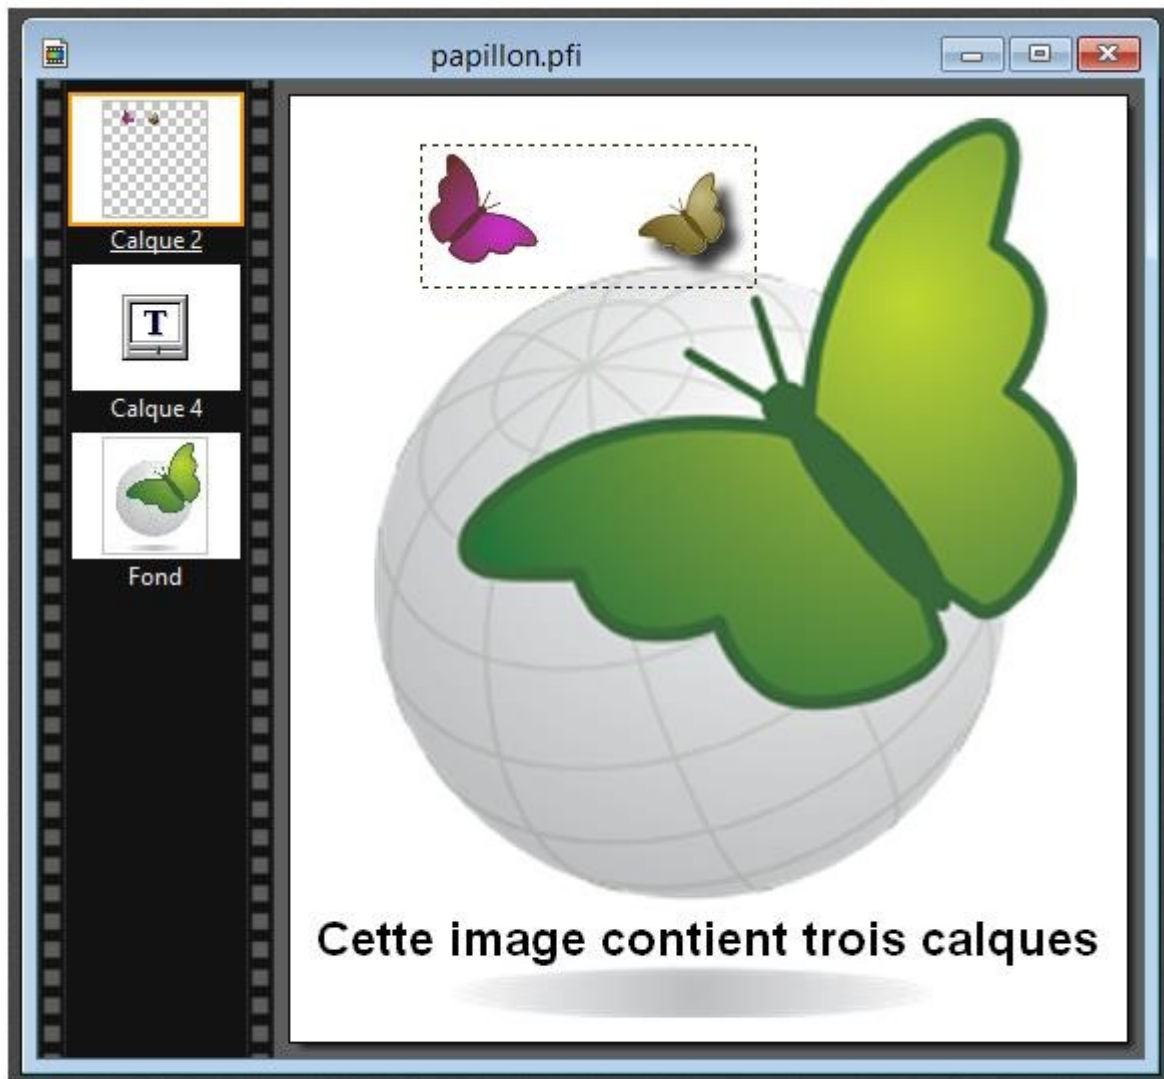 papillon.pfi
Calque 2
T
Calque 4
Fond
Cette image contient trois calques